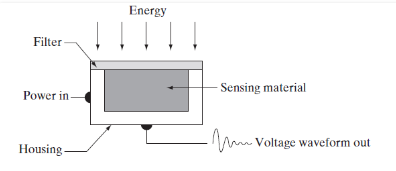 Energy
Filter
Power in
Sensing material
Housing
Voltage waveform out